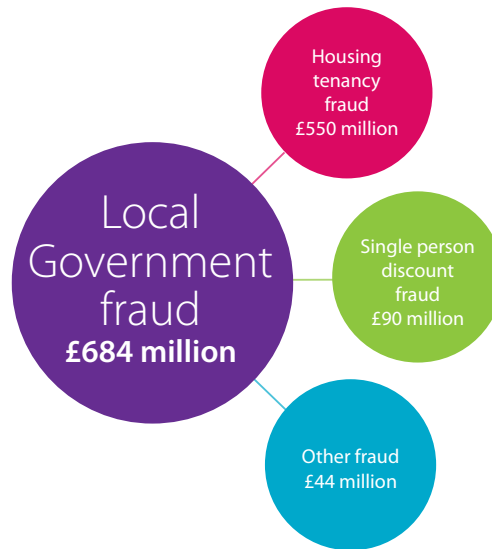 Housing
tenancy
fraud
£550 million
Local
Government
fraud
£684 million
Single person
discount
fraud
£90 million
Other fraud
£44 million